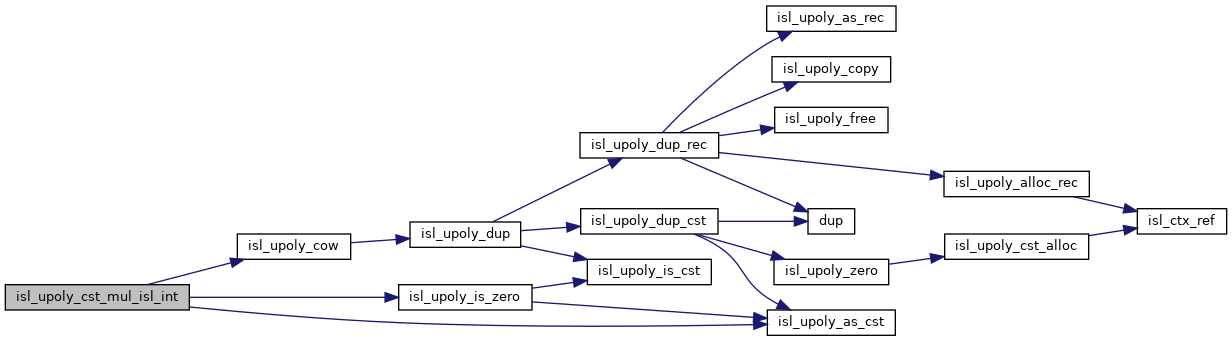 isl_upoly_cst_mul_isl_int
isl_upoly_cow
isl_upoly_is_zero
isl_upoly_dup
isl_upoly_dup_rec
isl_upoly_dup_cst
isl_upoly_is_cst
isl_upoly_as_rec
isl_upoly_copy
isl_upoly_free
dup
isl_upoly_zero
isl_upoly_as_cst
isl_upoly_alloc_rec
isl_upoly_cst_alloc
isl_ctx_ref